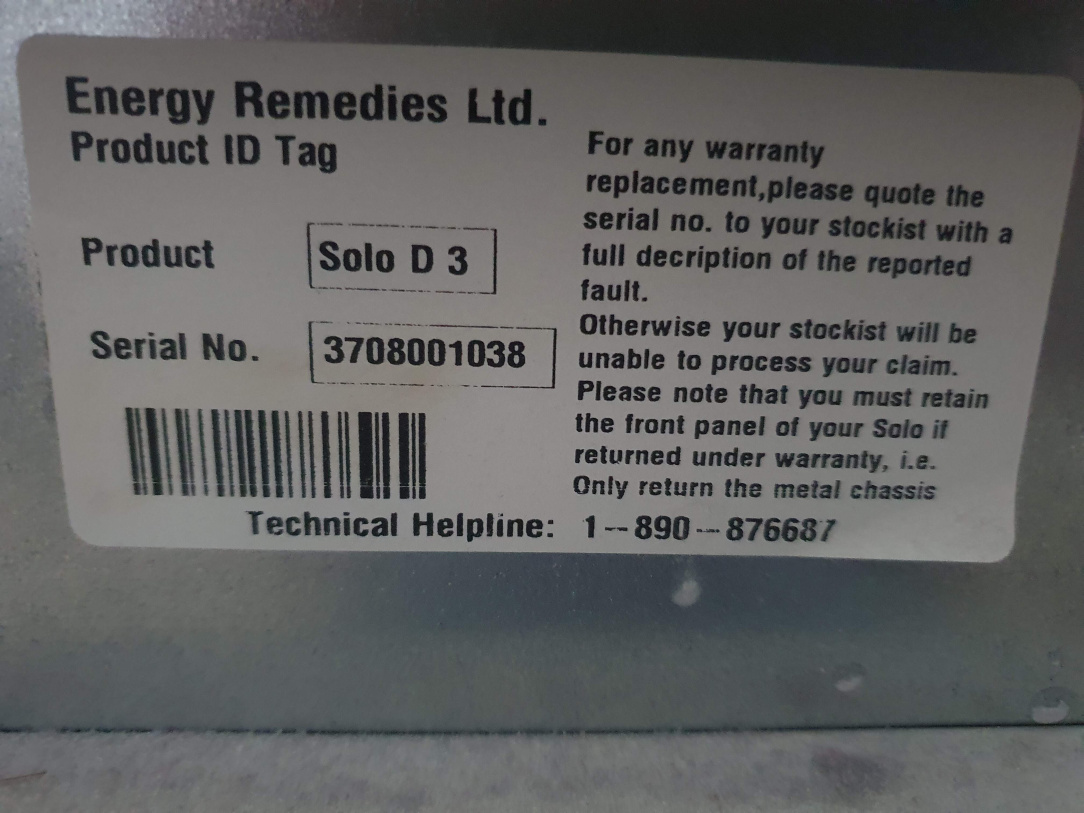 Energy Remedies Ltd.
Product ID Tag
Product
Solo D 3
Serial No.
3708001038
For any warranty
replacement,please quote the
serial no. to your stockist with a
full decription of the reported
fault.
Otherwise your stockist will be
unable to process your claim.
Please note that you must retain
the front panel of your Solo if
returned under warranty, i.e.
Only return the metal chassis
Technical Helpline: 1--890--876687